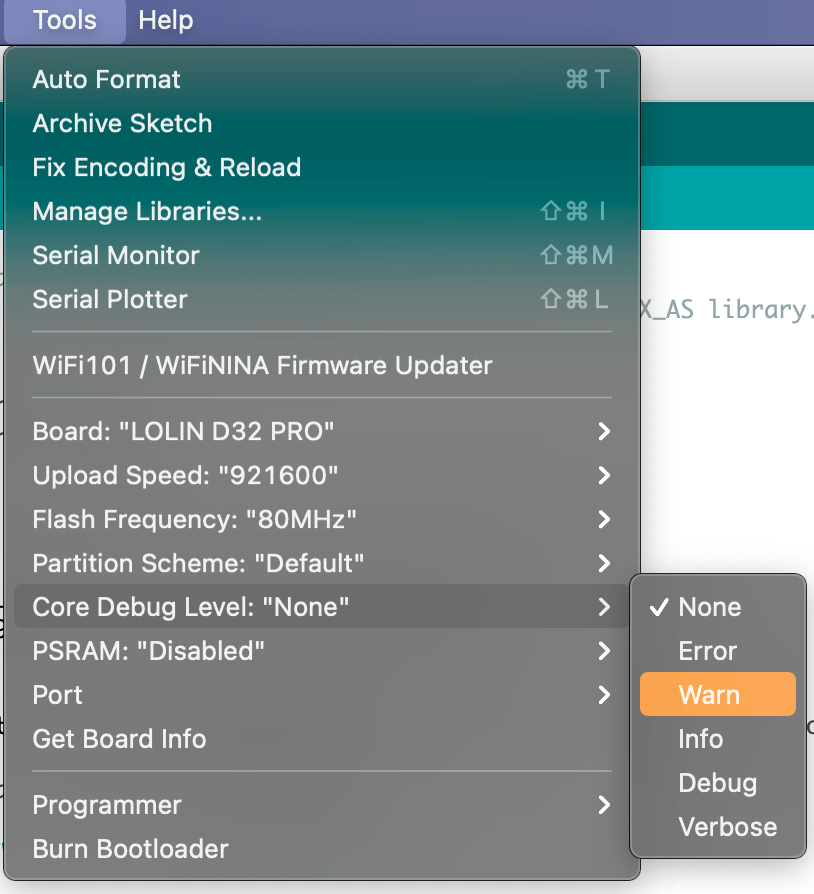 Tools Help
Auto Format ⌘ T
Archive Sketch
Fix Encoding & Reload
Manage Libraries... ⇧⌘ I
Serial Monitor ⇧⌘M
Serial Plotter ⇧⌘ L
X_AS library.
WiFi101 / WiFiNINA Firmware Updater
Board: "LOLIN D32 PRO"
Upload Speed: "921600"
Flash Frequency: "80MHz"
Partition Scheme: "Default"
Core Debug Level: "None"
PSRAM: "Disabled"
Port
Get Board Info
Programmer
Burn Bootloader
✓ None
Error
Warn
Info
Debug
Verbose